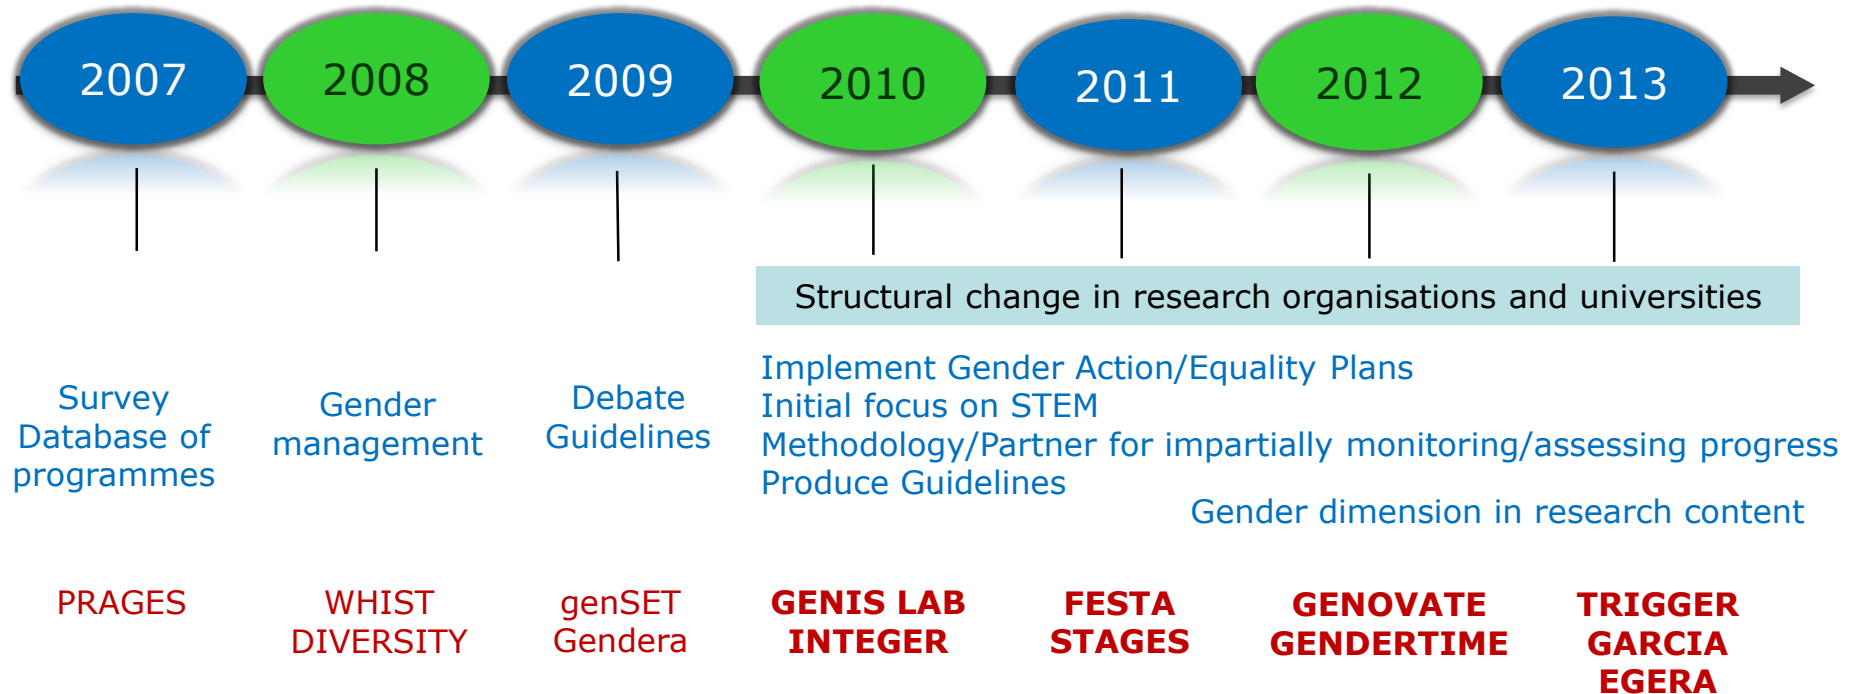 2007
2008
2009
2010
2011
2012
2013
Structural change in research organisations and universities
Survey
Database of
programmes
Gender
management
Debate
Guidelines
Implement Gender Action/Equality Plans
Initial focus on STEM
Methodology/Partner for impartially monitoring/assessing progress
Produce Guidelines
Gender dimension in research content
PRAGES
WHIST
DIVERSITY
genSET
Gendera
GENIS LAB
INTEGER
FESTA
STAGES
GENOVATE
GENDERTIME
TRIGGER
GARCIA
EGERA